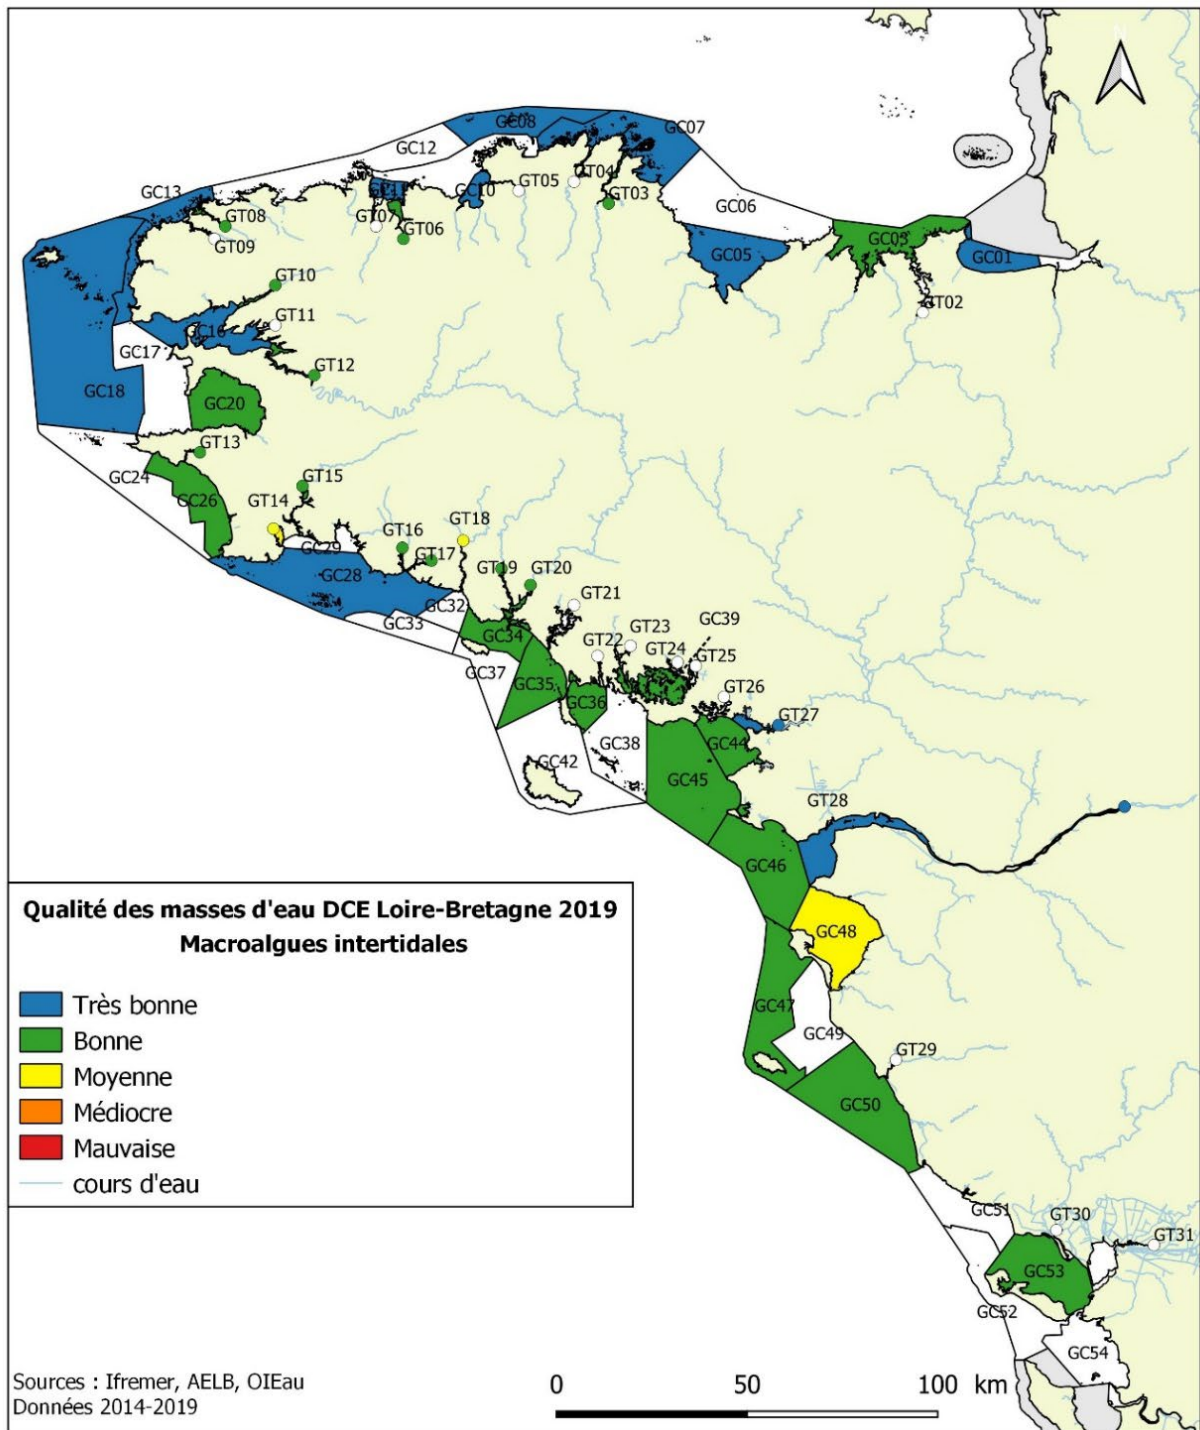 N
GC08
GC07
GC12
GC13
GC11
GC10
GT05
GT04
GT03
GC06
GT08
GT07
GT06
GT09
GC05
GC03
GC01
GT10
GT02
GT11
GC16
GC17
GT12
GC18
GC20
GT13
GC24
GT15
GC26
GT14
GT18
GT16
GC29
GT17
GT19
GT20
GC28
GC32
GT21
GC33
GC34
GT22
GT23
GC39
GT24
GT25
GC37
GC35
GC36
GT26
GT27
GC38
GC44
GC42
GC45
GT28
GC46
Qualité des masses d'eau DCE Loire-Bretagne 2019
Macroalgues intertidales
Très bonne
Bonne
Moyenne
Médiocre
Mauvaise
cours d'eau
GC48
GC47
GC49
GT29
GC50
GC51
GT30
GT31
GC53
GC52
GC54
Sources : Ifremer, AELB, OIEau
Données 2014-2019
0 50 100 km